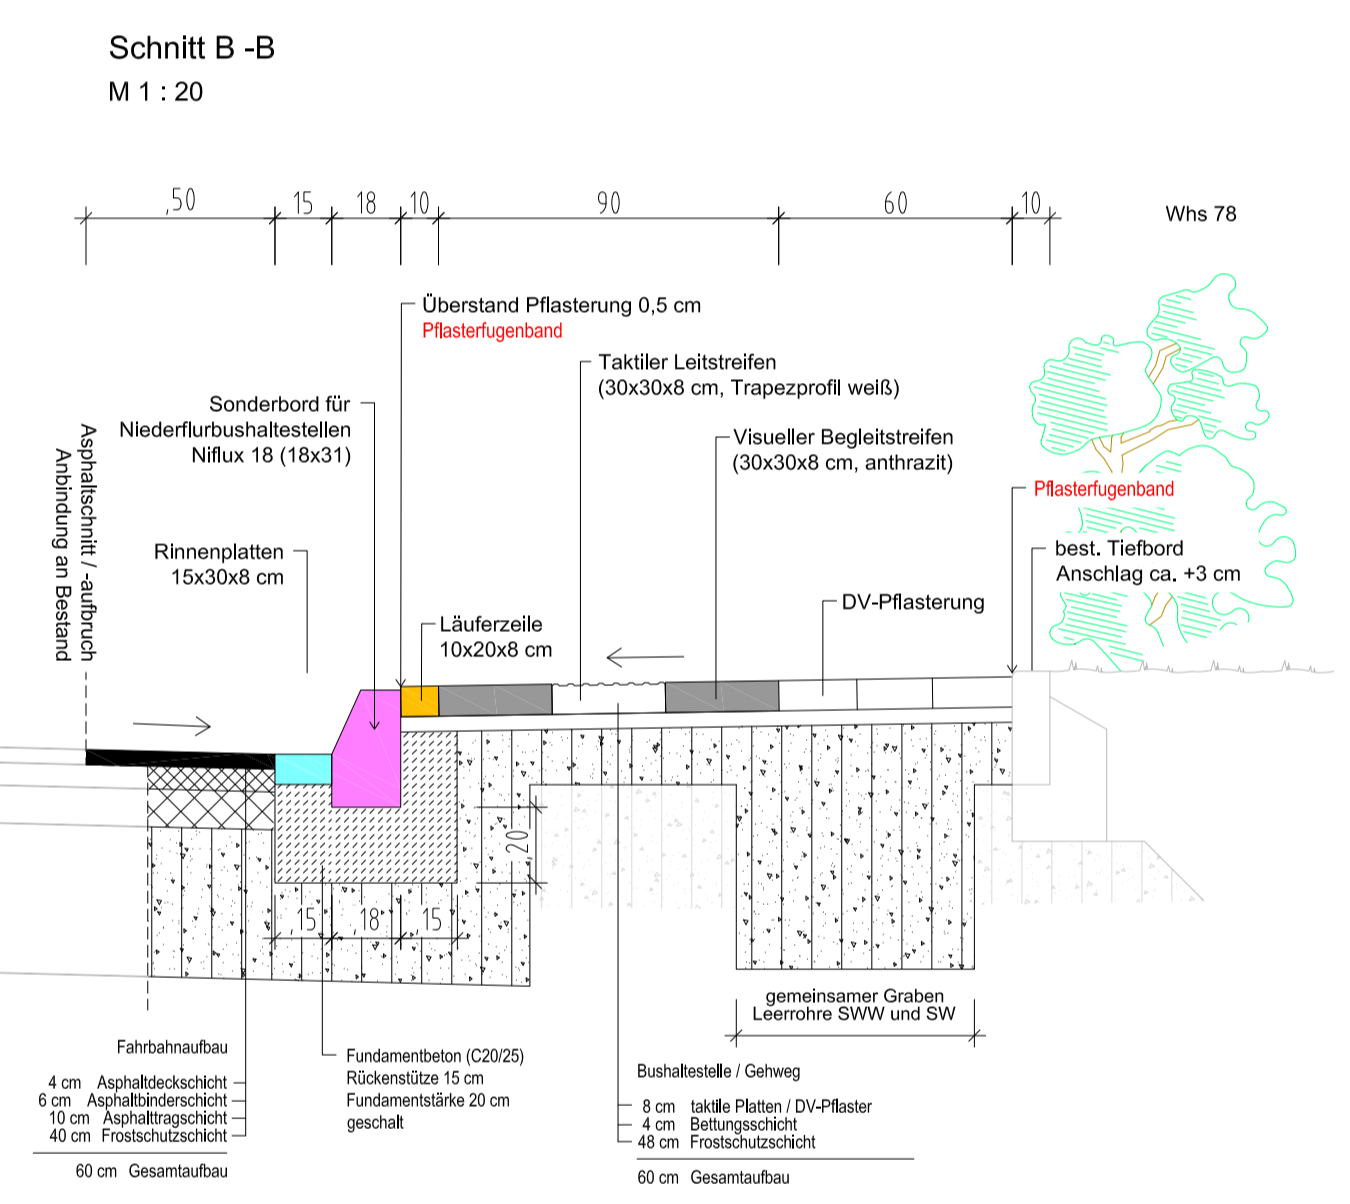 Schnitt B -B
M 1 : 20
,50
15
18
10
90
60
10
Whs 78
Überstand Pflasterung 0,5 cm
Pflasterfugenband
Taktiler Leitstreifen
(30x30x8 cm, Trapezprofil weiß)
Sonderbord für
Niederflurbushaltestellen
Niflux 18 (18x31)
Visueller Begleitstreifen
(30x30x8 cm, anthrazit)
Asphaltschnitt / -aufbruch
Anbindung an Bestand
Pflasterfugenband
Rinnenplatten
15x30x8 cm
best. Tiefbord
Anschlag ca. +3 cm
DV-Pflasterung
Läuferzeile
10x20x8 cm
,20
,15
,18
,15
gemeinsamer Graben
Leerrohre SWW und SW
Fahrbahnaufbau
4 cm Asphaltdeckschicht
6 cm Asphaltbinderschicht
10 cm Asphalttragschicht
40 cm Frostschutzschicht
60 cm Gesamtaufbau
Fundamentbeton (C20/25)
Rückenstütze 15 cm
Fundamentstärke 20 cm
geschalt
Bushaltestelle / Gehweg
8 cm taktile Platten / DV-Pflaster
4 cm Bettungsschicht
48 cm Frostschutzschicht
60 cm Gesamtaufbau